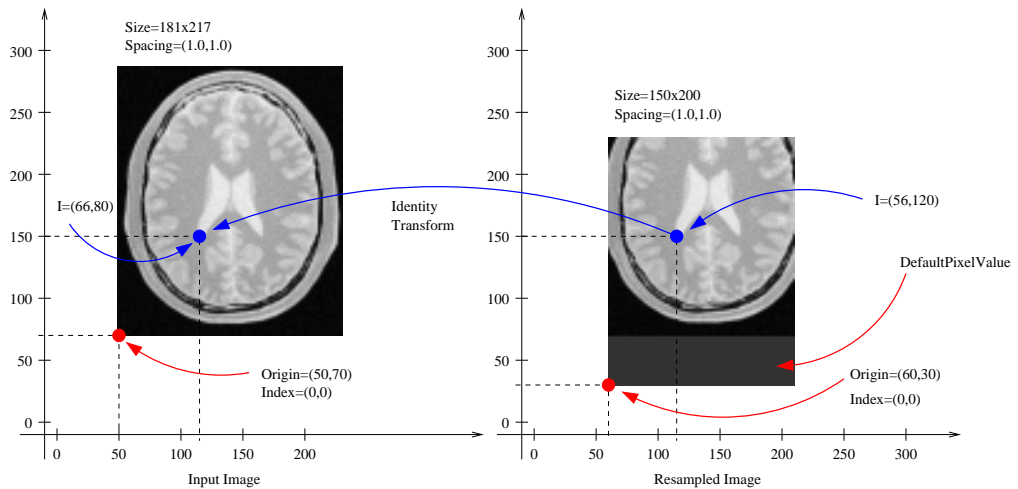 Size=181x217
Spacing=(1.0,1.0)
300
250
200
150
100
50
0
I=(66,80)
Origin=(50,70)
Index=(0,0)
0
50
100
150
200
Input Image
Identity
Transform
Size=150x200
Spacing=(1.0,1.0)
300
250
200
150
100
50
0
I=(56,120)
DefaultPixelValue
Origin=(60,30)
Index=(0,0)
0
50
100
150
200
250
300
Resampled Image